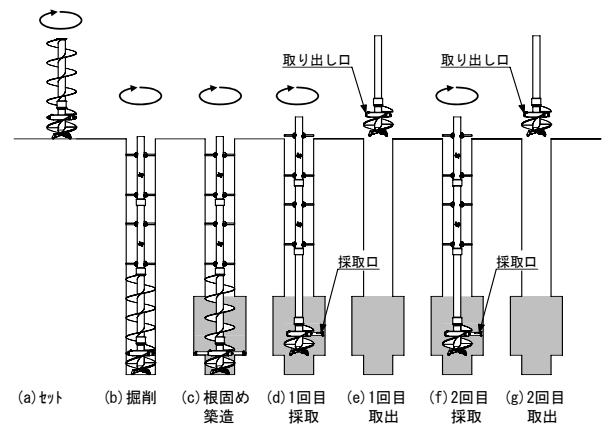 取り出し口
取り出し口
採取口
採取口
(a)ｾｯﾄ
(b)掘削
(c)根固め
築造
(d)1回目
採取
(e)1回目
取出
(f)2回目
採取
(g)2回目
取出